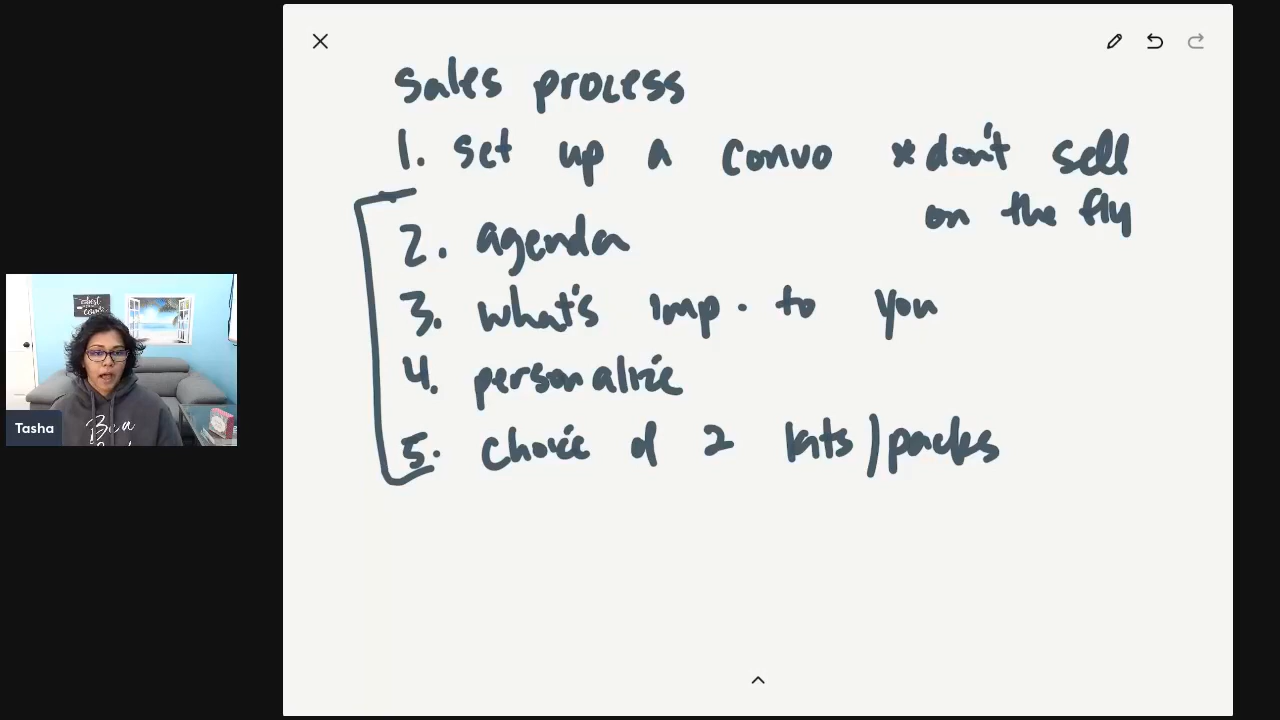 sales process
1. set up a convo *don't sell
on the fly
2. agenda
3. what's imp. to you
4. personalize
5. choice of 2 kits/packs
Tasha
Be a